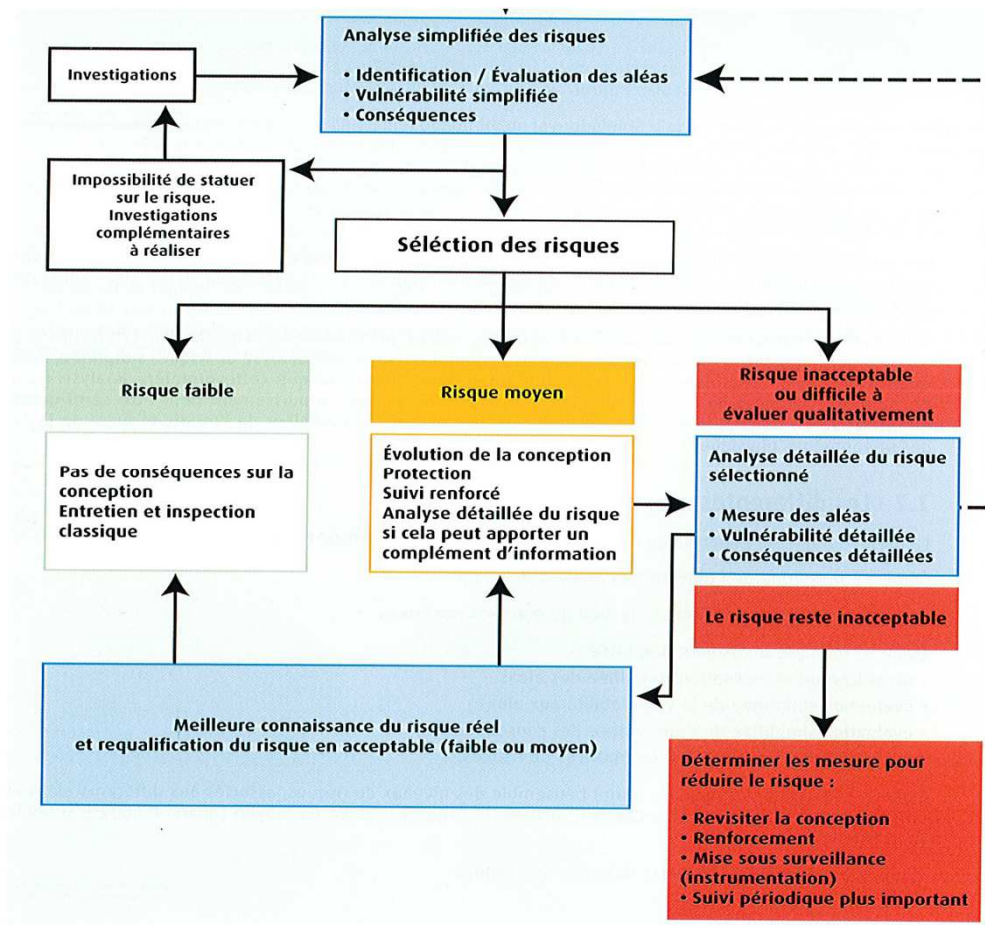 Analyse simplifiée des risques
• Identification / Évaluation des aléas
• Vulnérabilité simplifiée
• Conséquences
Investigations
Impossibilité de statuer
sur le risque.
Investigations
complémentaires
à réaliser
Séléction des risques
Risque faible
Risque moyen
Risque inacceptable
ou difficile à
évaluer qualitativement
Pas de conséquences sur la
conception
Entretien et inspection
classique
Évolution de la conception
Protection
Suivi renforcé
Analyse détaillée du risque
si cela peut apporter un
complément d'information
Analyse détaillée du risque
sélectionné
• Mesure des aléas
• Vulnérabilité détaillée
• Conséquences détaillées
Le risque reste inacceptable
Meilleure connaissance du risque réel
et requalification du risque en acceptable (faible ou moyen)
Déterminer les mesure pour
réduire le risque :
• Revisiter la conception
• Renforcement
• Mise sous surveillance
(instrumentation)
• Suivi périodique plus important